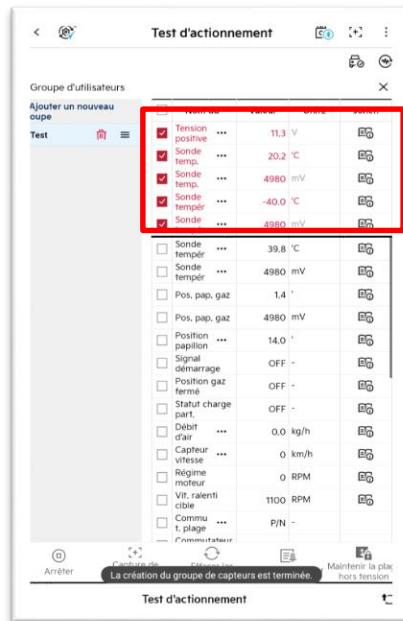 Test d'actionnement
Groupe d'utilisateurs
Ajouter un nouveau
oupe
Test
Tension positive ... 11,3 V
Sonde temp. ... 20,2 °C
Sonde temp. ... 4980 mV
Sonde tempér ... -40.0 °C
Sonde ... 4980 mV
Sonde tempér ... 39,8 °C
Sonde tempér ... 4980 mV
Pos, pap, gaz 1,4 °
Pos, pap, gaz 4980 mV
Position papillon ... 14,0 °
Signal démarrage OFF -
Position gaz fermé OFF -
Statut charge part. OFF -
Débit d'air ... 0,0 kg/h
Capteur vitesse ... 0 km/h
Régime moteur 0 RPM
Vit, ralenti cible 1100 RPM
Commu t, plage ... P/N -
Commutateur
Arrêter
Maintenir la plag
hors tension
La création du groupe de capteurs est terminée.
Test d'actionnement